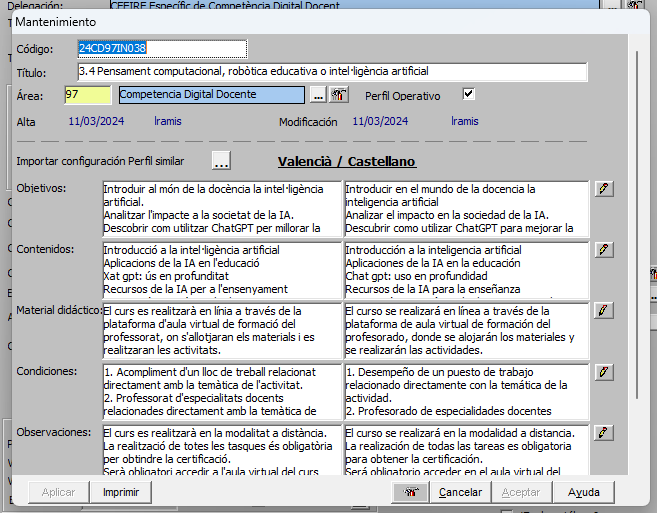 Delegación: CEFIRE Específic de Competència Digital Docent
Mantenimiento
Código: 24CD97IN038
Título: 3.4 Pensament computacional, robòtica educativa o intel·ligència artificial
Área: 97 Competencia Digital Docente ... Perfil Operativo
Alta 11/03/2024 lramis Modificación 11/03/2024 lramis
Importar configuración Perfil similar ... Valencià / Castellano
Objetivos:
Introduir al món de la docència la intel·ligència
artificial.
Analitzar l'impacte a la societat de la IA.
Descobrir com utilitzar ChatGPT per millorar la
Introducir en el mundo de la docencia la
inteligencia artificial
Analizar el impacto en la sociedad de la IA.
Descubrir como utilizar ChatGPT para mejorar la
Contenidos:
Introducció a la intel·ligència artificial
Aplicacions de la IA en l'educació
Xat gpt: ús en profunditat
Recursos de la IA per a l'ensenyament
Introducción a la inteligencia artificial
Aplicaciones de la IA en la educación
Chat gpt: uso en profundidad
Recursos de la IA para la enseñanza
Material didáctico:
El curs es realitzarà en línia a través de la
plataforma d'aula virtual de formació del
professorat, on s'allotjaran els materials i es
realitzaran les activitats.
El curso se realizará en línea a través de la
plataforma de aula virtual de formación del
profesorado, donde se alojarán los materiales y
se realizarán las actividades.
Condiciones:
1. Acompliment d'un lloc de treball relacionat
directament amb la temàtica de l'activitat.
2. Professorat d'especialitats docents
relacionades directament amb la temàtica de
1. Desempeño de un puesto de trabajo
relacionado directamente con la temática de la
actividad.
2. Profesorado de especialidades docentes
Observaciones:
El curs es realitzarà en la modalitat a distància.
La realització de totes les tasques és obligatòria
per obtindre la certificació.
Serà obligatori accedir a l'aula virtual del curs
El curso se realizará en la modalidad a distancia.
La realización de todas las tareas es obligatoria
para obtener la certificación.
Será obligatorio acceder en el aula virtual del
Aplicar Imprimir Cancelar Aceptar Ayuda